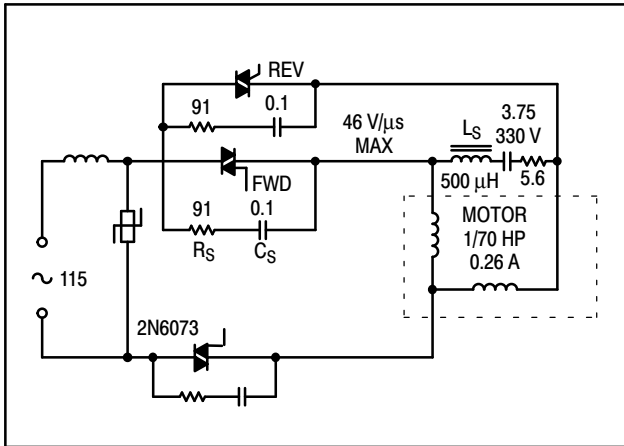 REV
91
0.1
46 V/μs
MAX
LS
3.75
330 V
500 μH
5.6
FWD
91
0.1
RS
CS
MOTOR
1/70 HP
0.26 A
115
2N6073